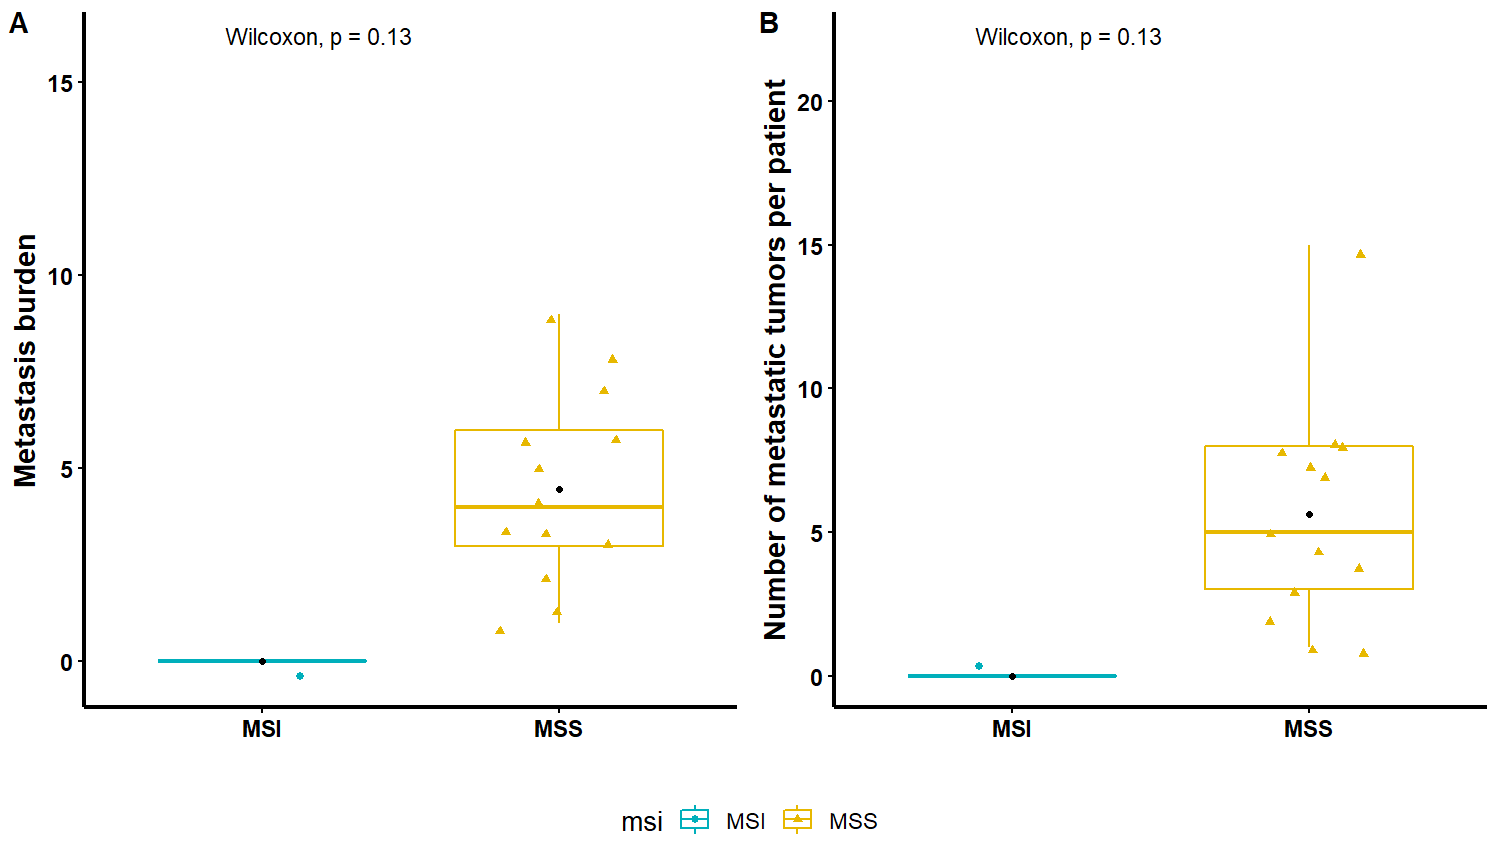 A
Wilcoxon, p = 0.13
Metastasis burden
15
10
5
0
MSI
MSS
B
Wilcoxon, p = 0.13
Number of metastatic tumors per patient
20
15
10
5
0
MSI
MSS
msi
MSI
MSS